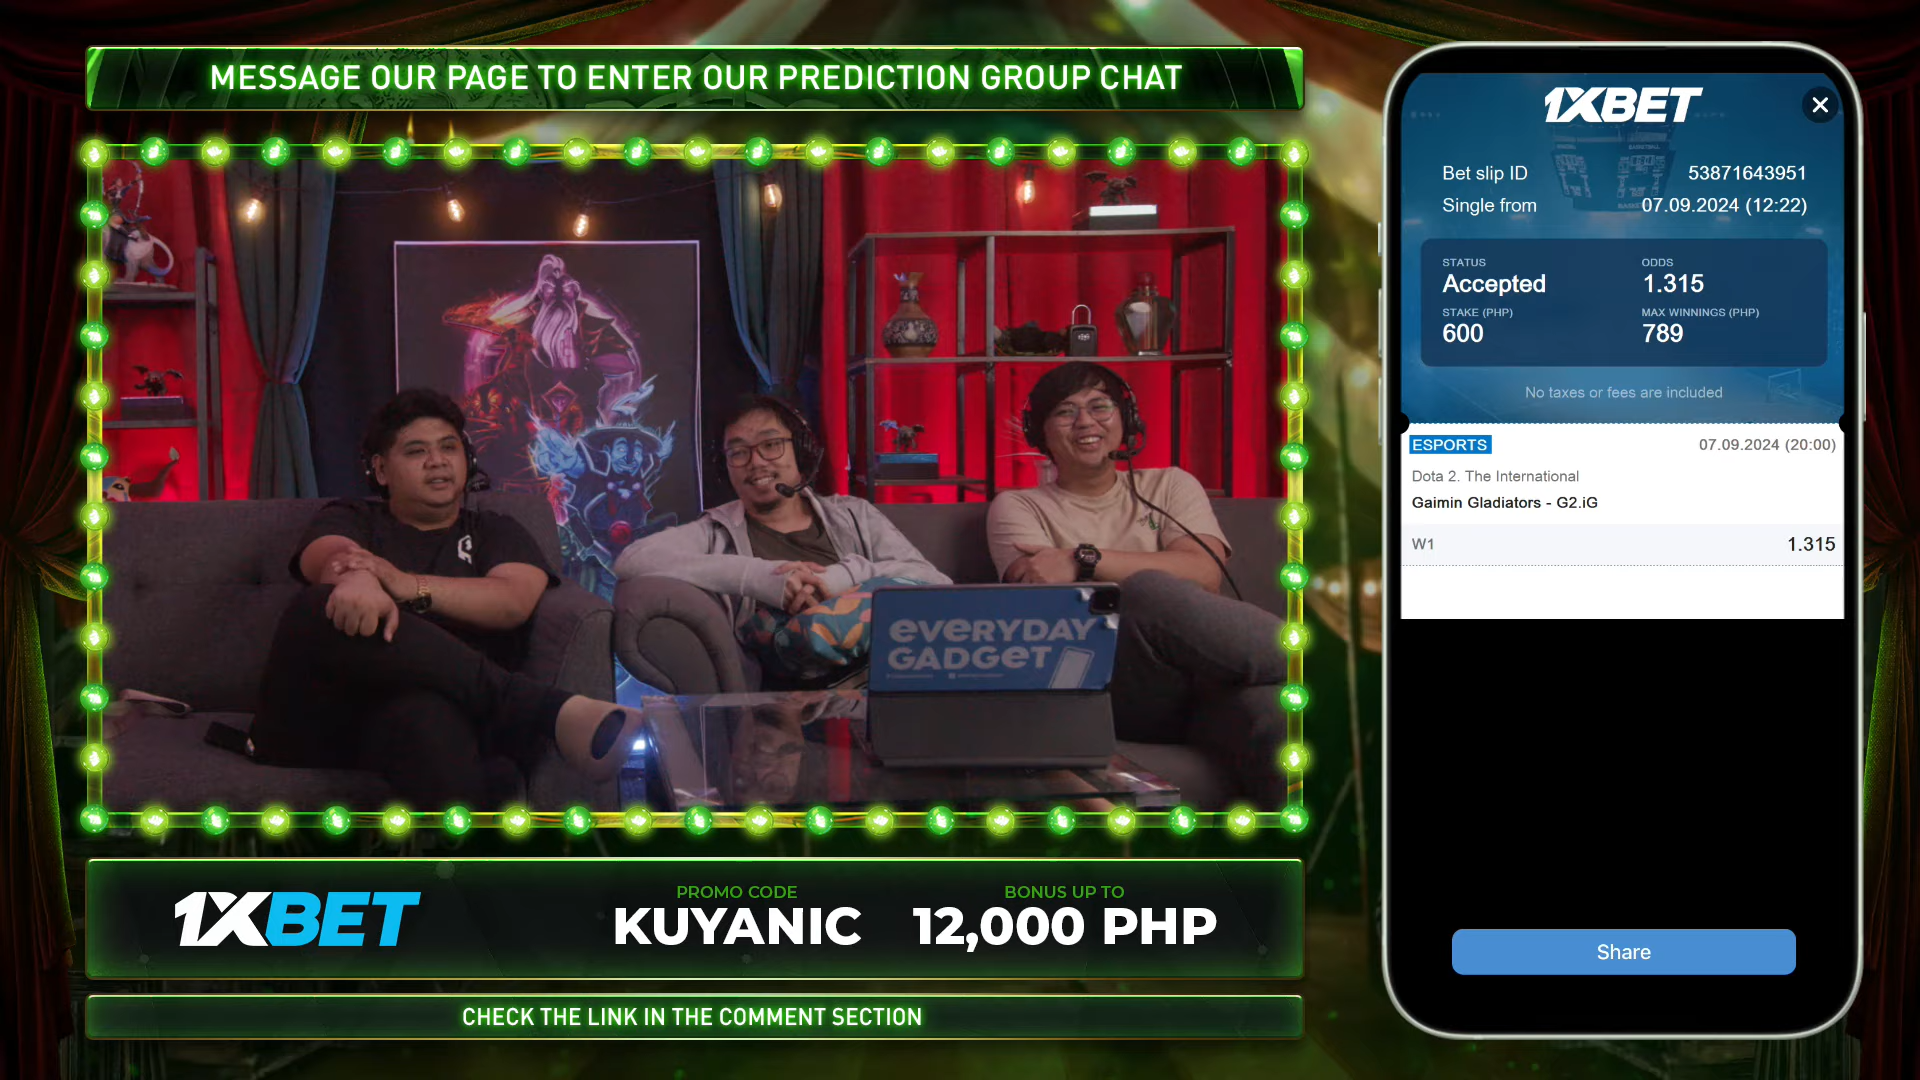 MESSAGE OUR PAGE TO ENTER OUR PREDICTION GROUP CHAT
EVERYDAY
GADGET
1XBET
PROMO CODE
KUYANIC
BONUS UP TO
12,000 PHP
CHECK THE LINK IN THE COMMENT SECTION
1XBET
Bet slip ID 53871643951
Single from 07.09.2024 (12:22)
STATUS ODDS
Accepted 1.315
STAKE (PHP) MAX WINNINGS (PHP)
600 789
No taxes or fees are included
ESPORTS 07.09.2024 (20:00)
Dota 2. The International
Gaimin Gladiators - G2.iG
W1 1.315
Share